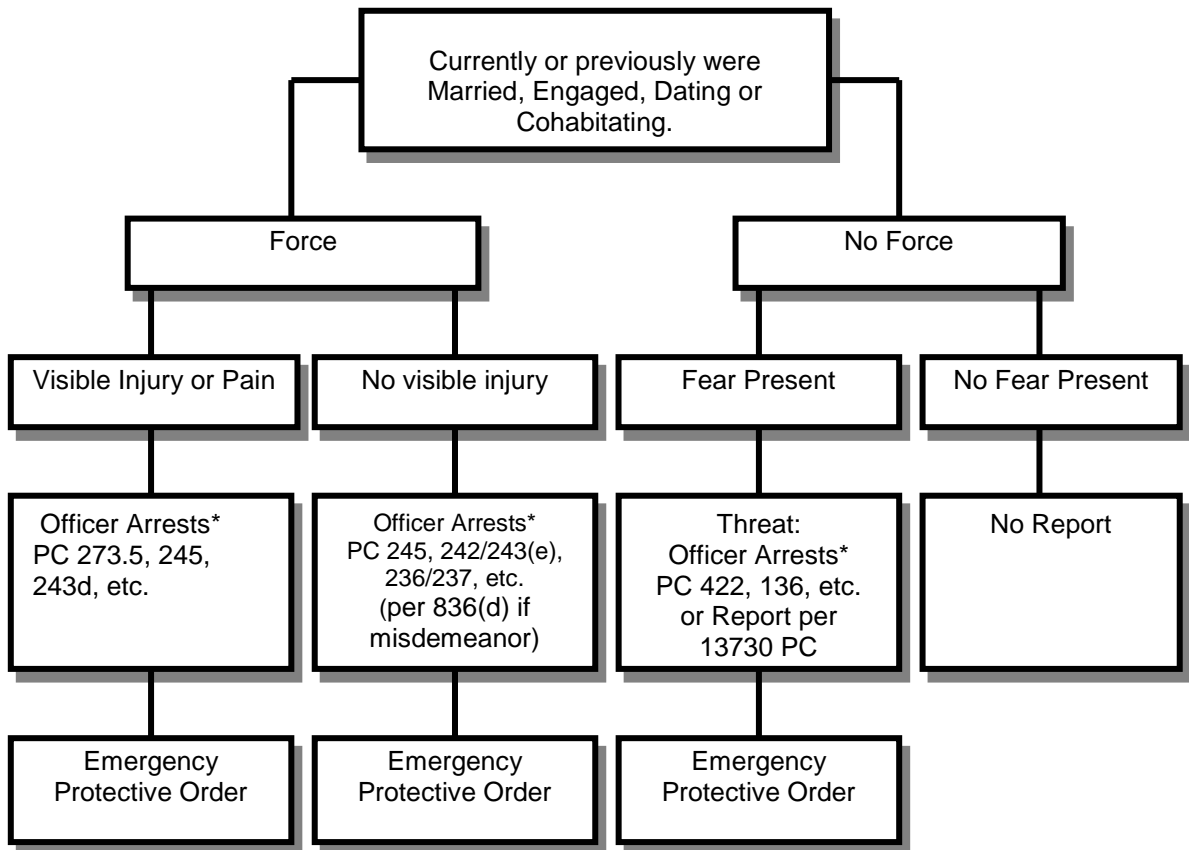 Currently or previously were
Married, Engaged, Dating or
Cohabitating.
Force
No Force
Visible Injury or Pain
No visible injury
Fear Present
No Fear Present
Officer Arrests*
PC 273.5, 245,
243d, etc.
Officer Arrests*
PC 245, 242/243(e),
236/237, etc.
(per 836(d) if
misdemeanor)
Threat:
Officer Arrests*
PC 422, 136, etc.
or Report per
13730 PC
No Report
Emergency
Protective Order
Emergency
Protective Order
Emergency
Protective Order